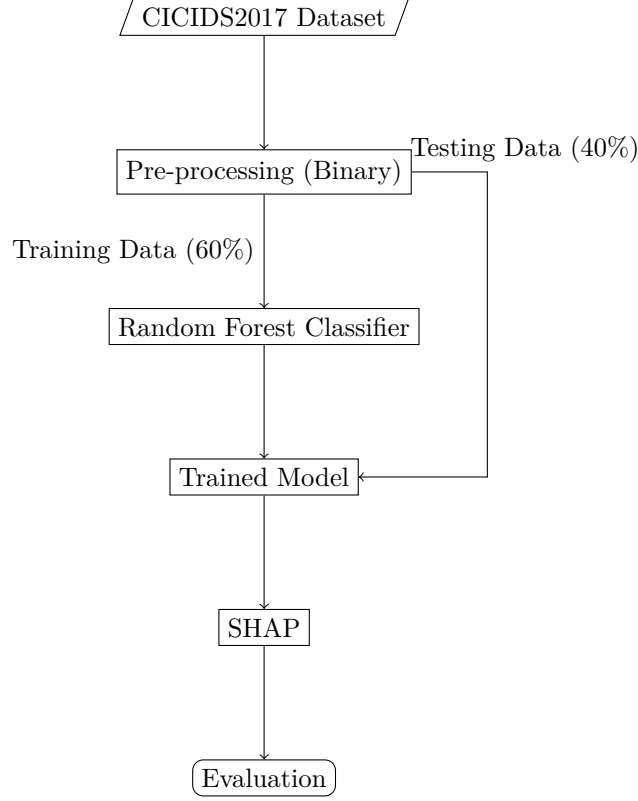 CICIDS2017 Dataset
Testing Data (40%)
Pre-processing (Binary)
Training Data (60%)
Random Forest Classifier
Trained Model
SHAP
Evaluation